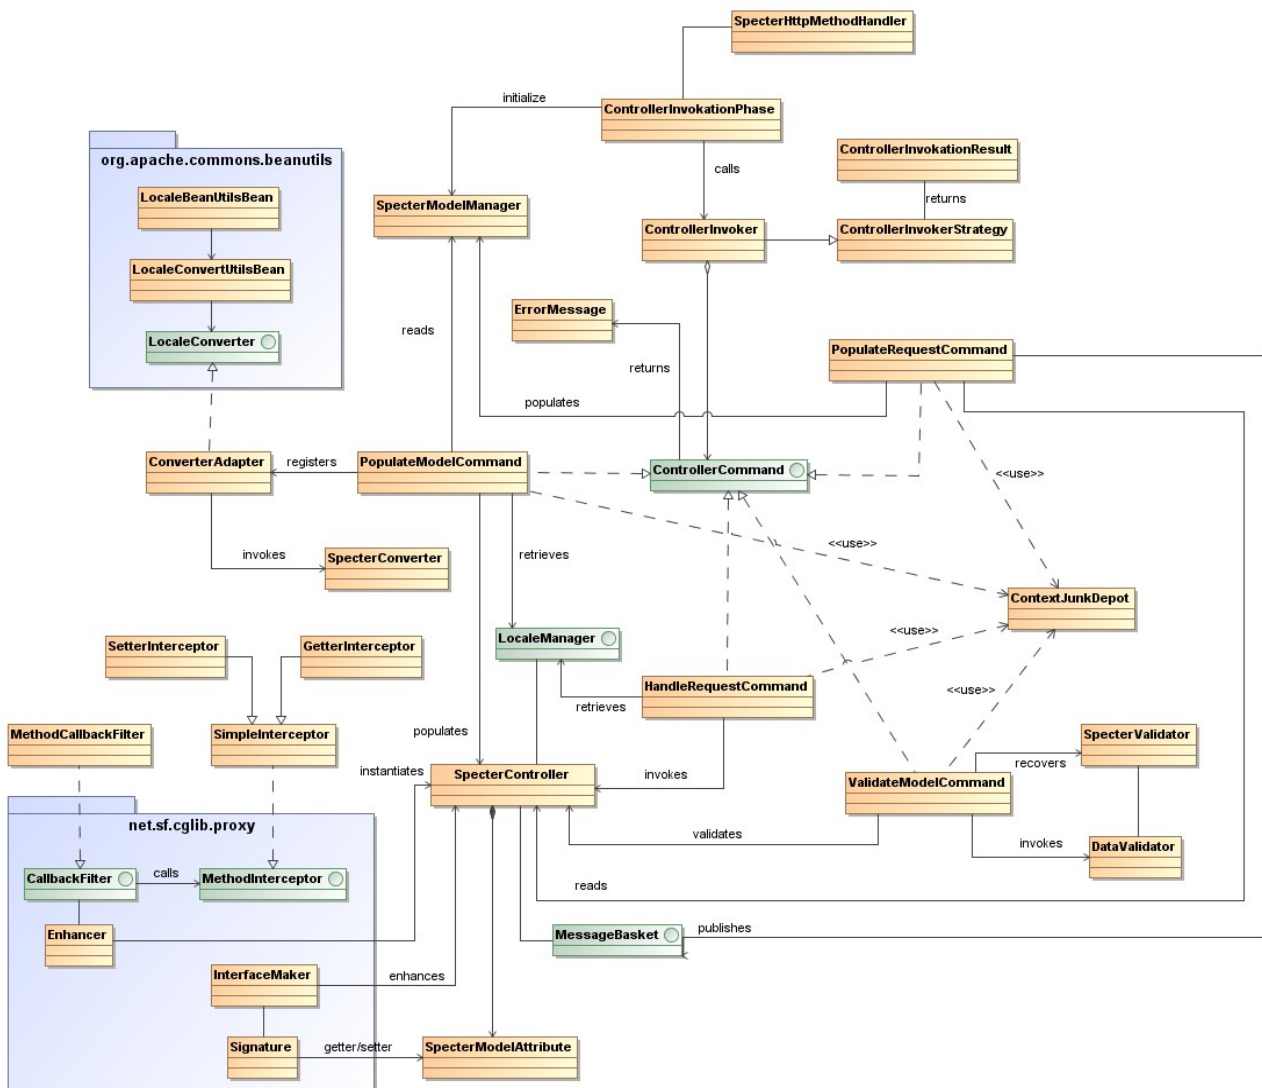 SpecterHttpMethodHandler
initialize
ControllerInvokationPhase
org.apache.commons.beanutils
ControllerInvokationResult
calls
LocaleBeanUtilsBean
SpecterModelManager
returns
ControllerInvoker
ControllerInvokerStrategy
LocaleConvertUtilsBean
ErrorMessage
LocaleConverter
reads
PopulateRequestCommand
returns
populates
ConverterAdapter
registers
PopulateModelCommand
ControllerCommand
<<use>>
<<use>>
invokes
SpecterConverter
retrieves
ContextJunkDepot
SetterInterceptor
GetterInterceptor
LocaleManager
<<use>>
HandleRequestCommand
retrieves
<<use>>
MethodCallbackFilter
SimpleInterceptor
populates
SpecterValidator
instantiates
SpecterController
invokes
recovers
ValidateModelCommand
net.sf.cglib.proxy
validates
invokes
DataValidator
CallbackFilter
calls
MethodInterceptor
reads
Enhancer
MessageBasket
publishes
InterfaceMaker
enhances
Signature
getter/setter
SpecterModelAttribute